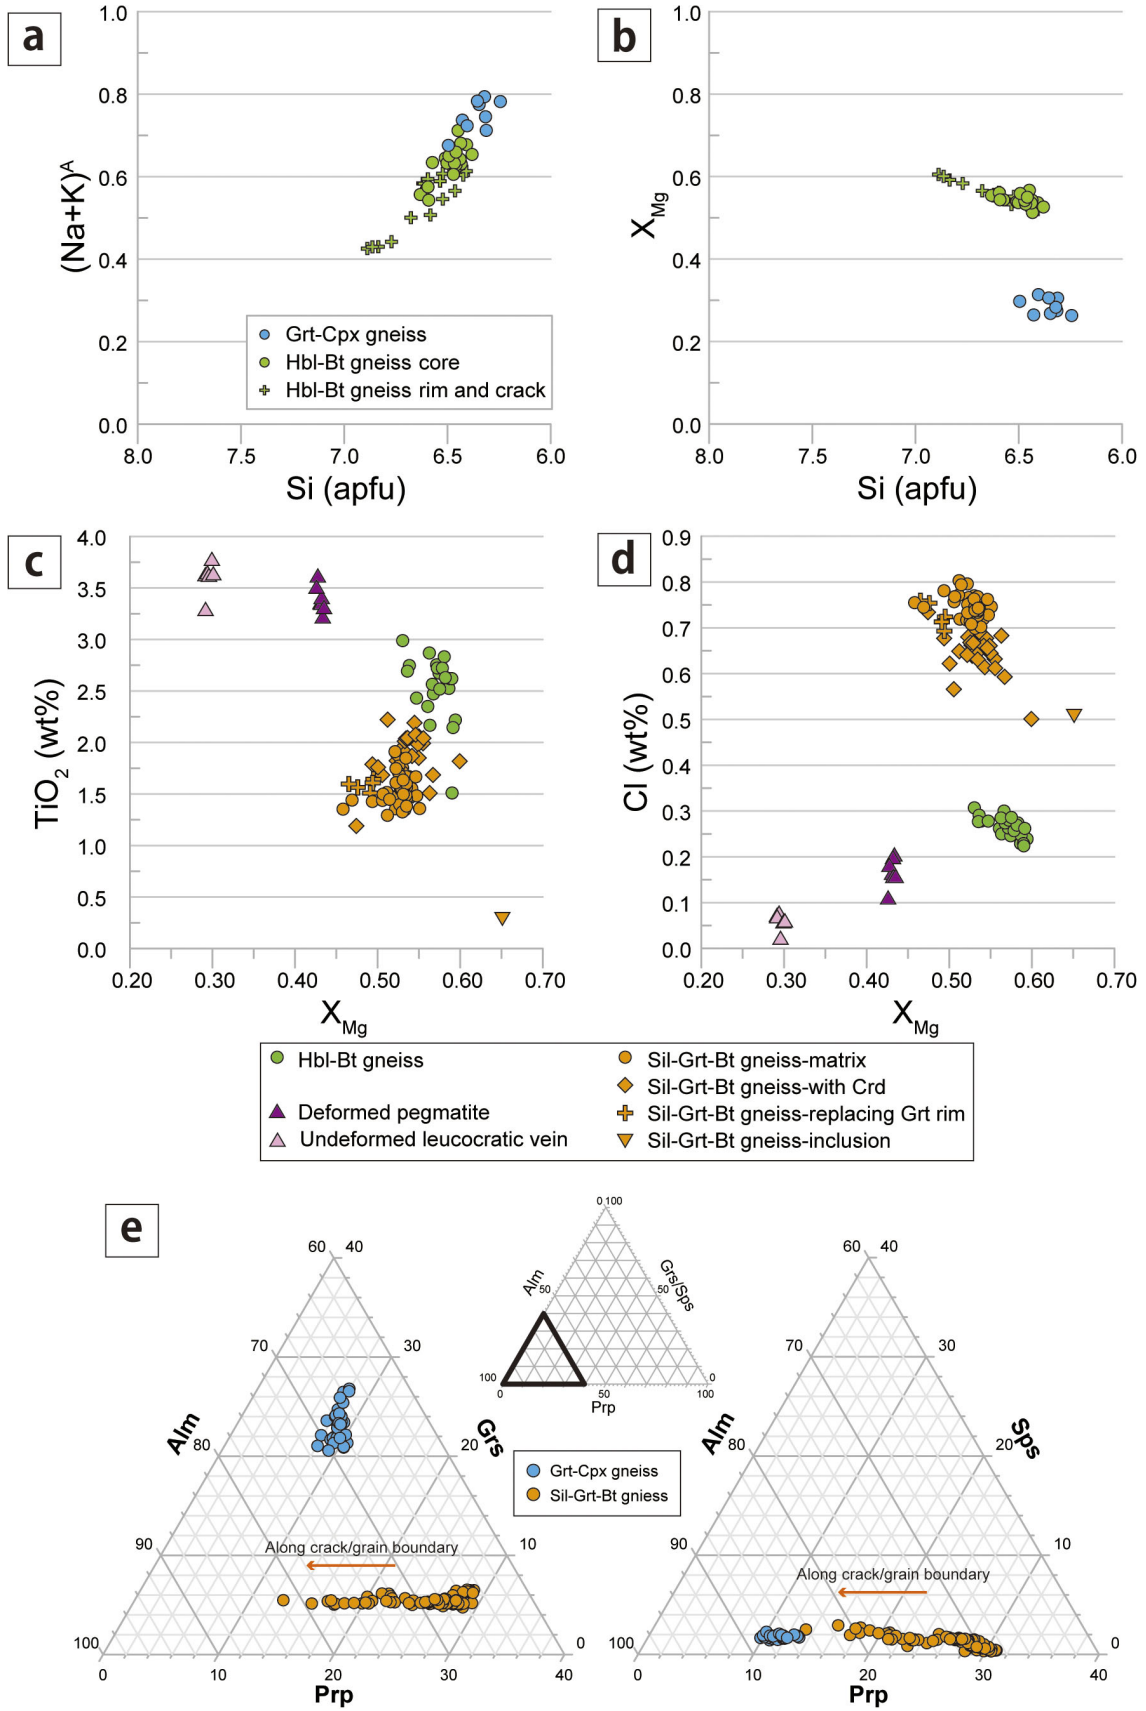 a
1.0
0.8
0.6
0.4
0.2
0.0
(Na+K)^A
Grt-Cpx gneiss
Hbl-Bt gneiss core
Hbl-Bt gneiss rim and crack
8.0 7.5 7.0 6.5 6.0
Si (apfu)
b
1.0
0.8
0.6
0.4
0.2
0.0
X_Mg
8.0 7.5 7.0 6.5 6.0
Si (apfu)
c
4.0
3.5
3.0
2.5
2.0
1.5
1.0
0.5
0.0
TiO_2 (wt%)
0.20 0.30 0.40 0.50 0.60 0.70
X_Mg
d
0.9
0.8
0.7
0.6
0.5
0.4
0.3
0.2
0.1
0.0
Cl (wt%)
0.20 0.30 0.40 0.50 0.60 0.70
X_Mg
Hbl-Bt gneiss
Deformed pegmatite
Undeformed leucocratic vein
Sil-Grt-Bt gneiss-matrix
Sil-Grt-Bt gneiss-with Crd
Sil-Grt-Bt gneiss-replacing Grt rim
Sil-Grt-Bt gneiss-inclusion
e
60 40
70 30
Alm Grs
80 20
90 10
Along crack/grain boundary
100 0
0 10 20 30 40
Prp
0 100
Alm Grs/Sps
50 50
100 0
0 50 100
Prp
Grt-Cpx gneiss
Sil-Grt-Bt gniess
60 40
70 30
Alm Sps
80 20
90 10
Along crack/grain boundary
100 0
0 10 20 30 40
Prp